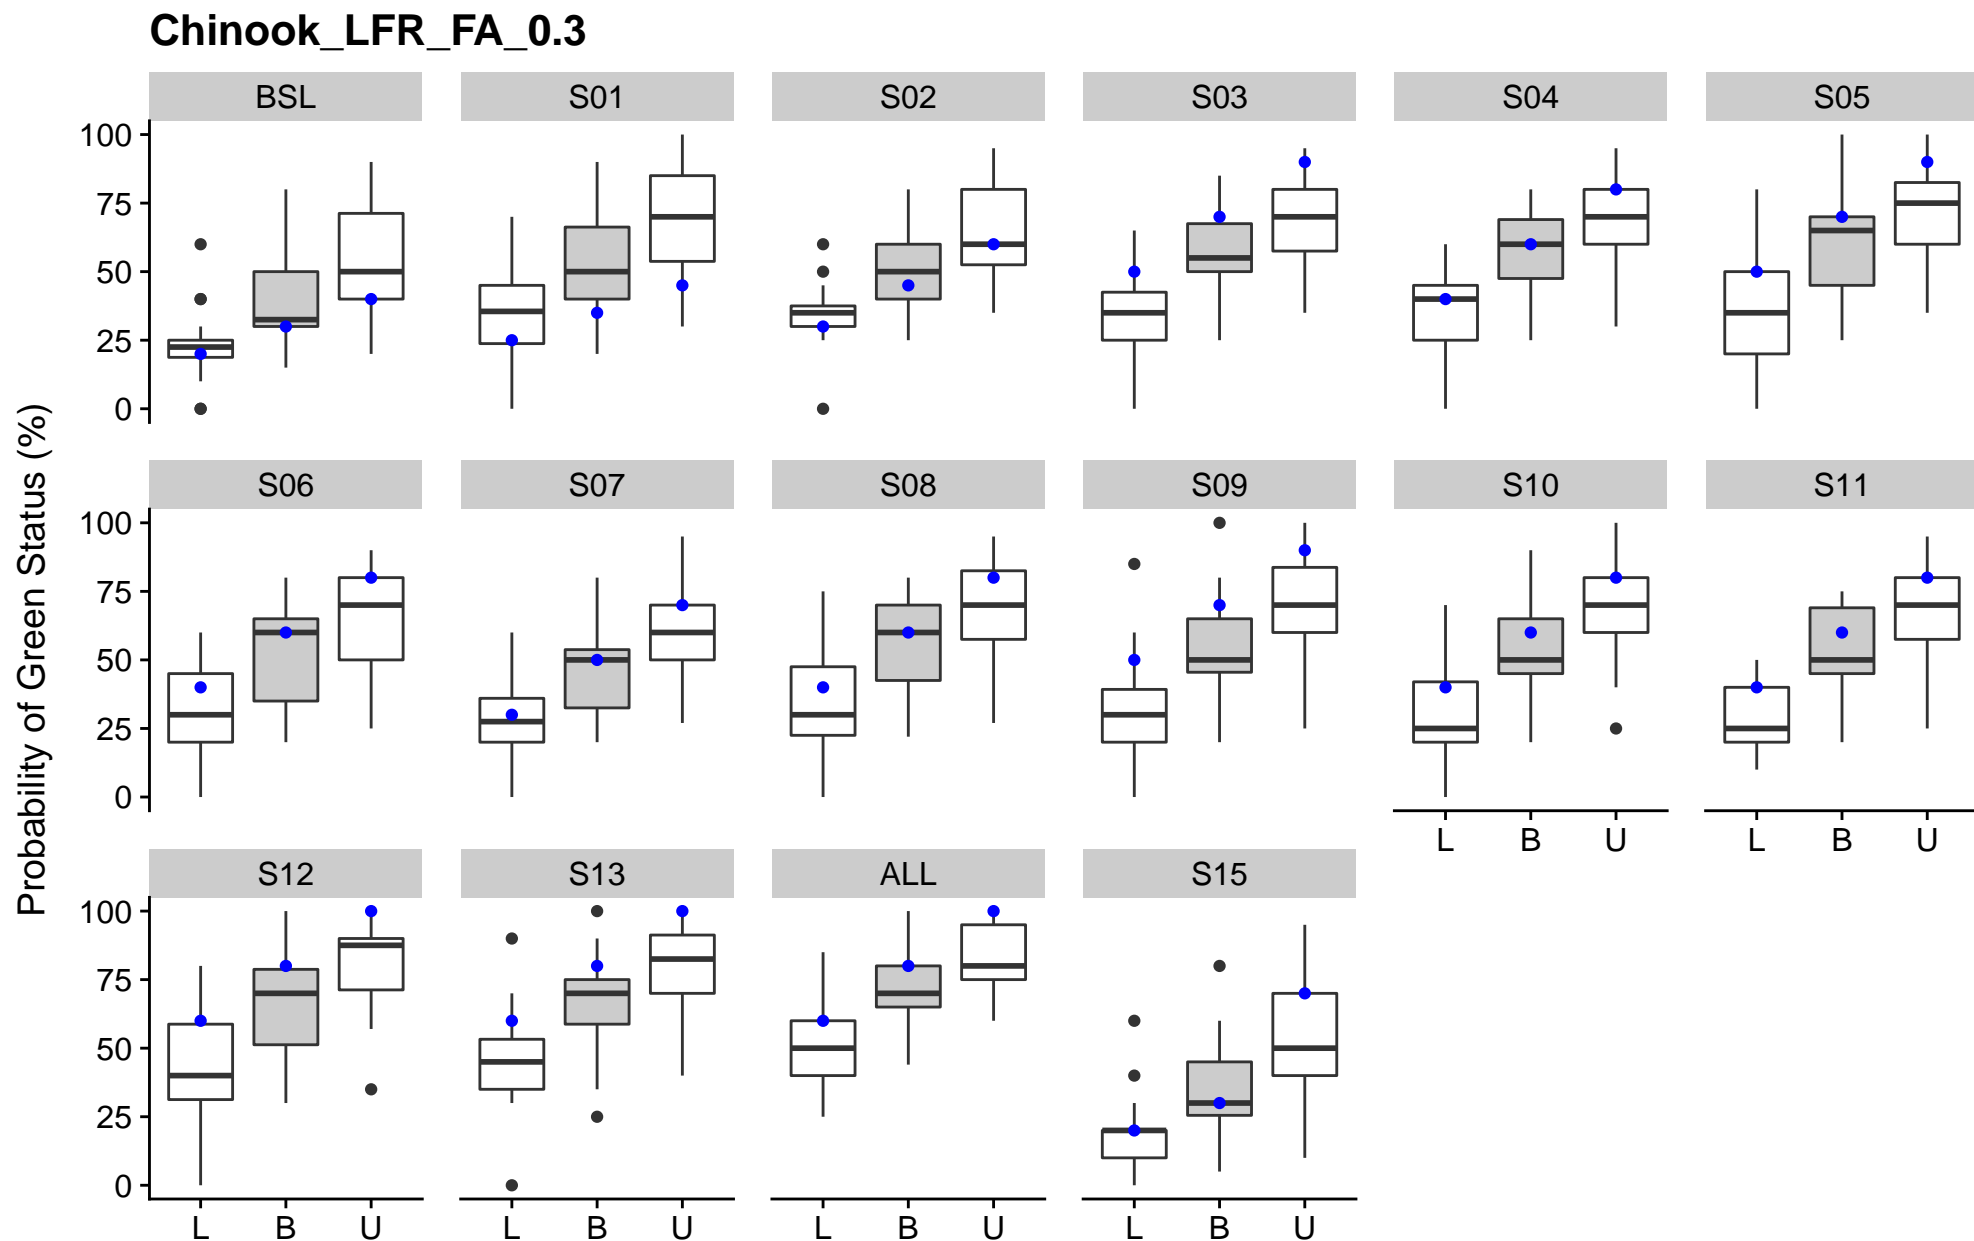 Chinook_LFR_FA_0.3
BSL S01 S02 S03 S04 S05
100
75
50
25
0
Probability of Green Status (%)
S06 S07 S08 S09 S10 S11
100
75
50
25
0
L B U L B U
S12 S13 ALL S15
100
75
50
25
0
L B U L B U L B U L B U